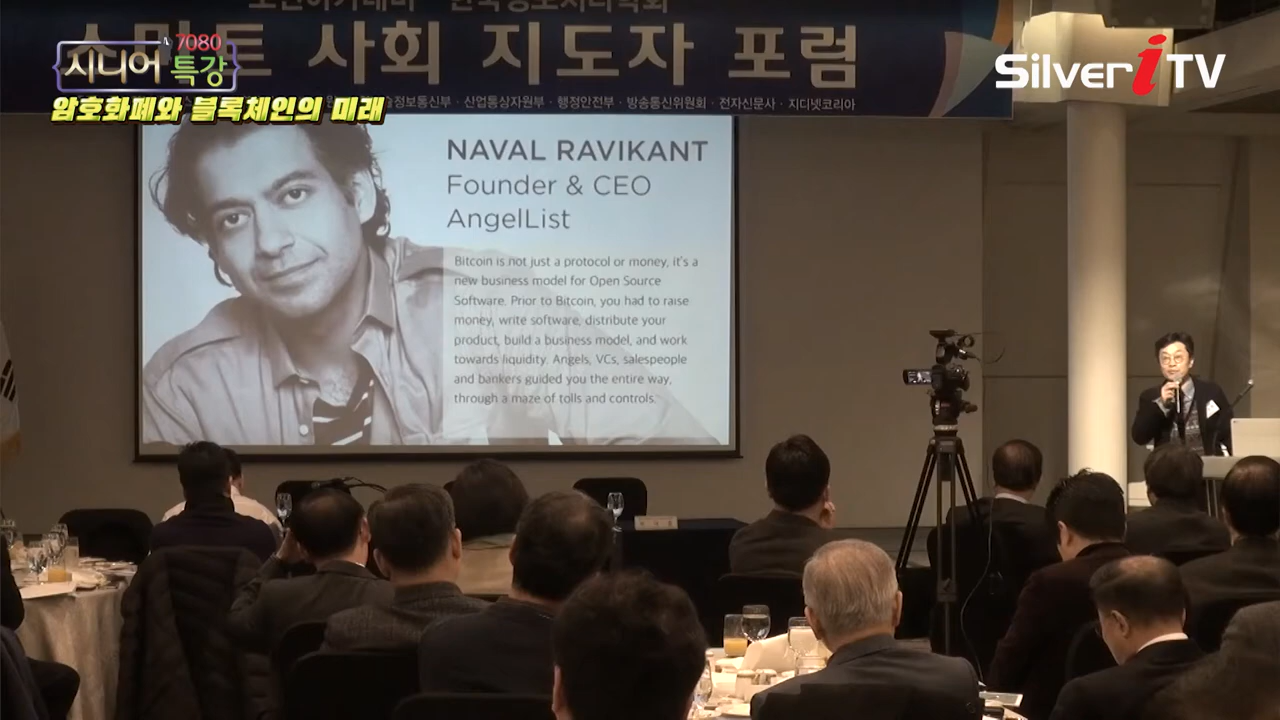 스마트 사회 지도자 포럼
정보통신부 · 산업통상자원부 · 행정안전부 · 방송통신위원회 · 전자신문사 · 지디넷코리아
시니어 7080 특강
암호화폐와 블록체인의 미래
Silver i TV
NAVAL RAVIKANT
Founder & CEO
AngelList
Bitcoin is not just a protocol or money, it's a
new business model for Open Source
Software. Prior to Bitcoin, you had to raise
money, write software, distribute your
product, build a business model, and work
towards liquidity. Angels, VCs, salespeople
and bankers guided you the entire way,
through a maze of tolls and controls.